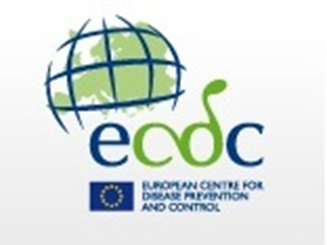 ecdc
EUROPEAN CENTRE FOR
DISEASE PREVENTION
AND CONTROL